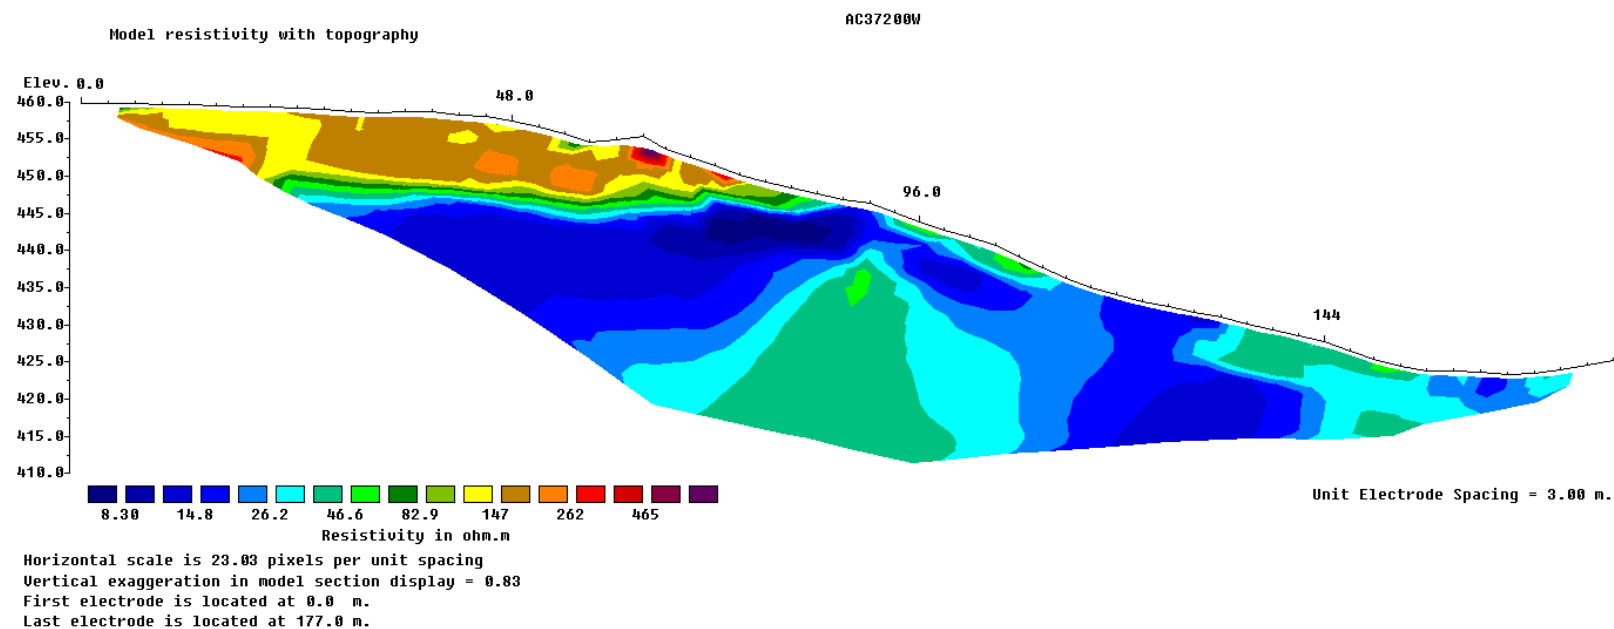 AC37200W
Model resistivity with topography
Elev. 0.0
460.0
48.0
455.0
450.0
96.0
445.0
440.0
435.0
430.0
144
425.0
420.0
415.0
410.0
8.30 14.8 26.2 46.6 82.9 147 262 465
Unit Electrode Spacing = 3.00 m.
Resistivity in ohm.m
Horizontal scale is 23.03 pixels per unit spacing
Vertical exaggeration in model section display = 0.83
First electrode is located at 0.0 m.
Last electrode is located at 177.0 m.